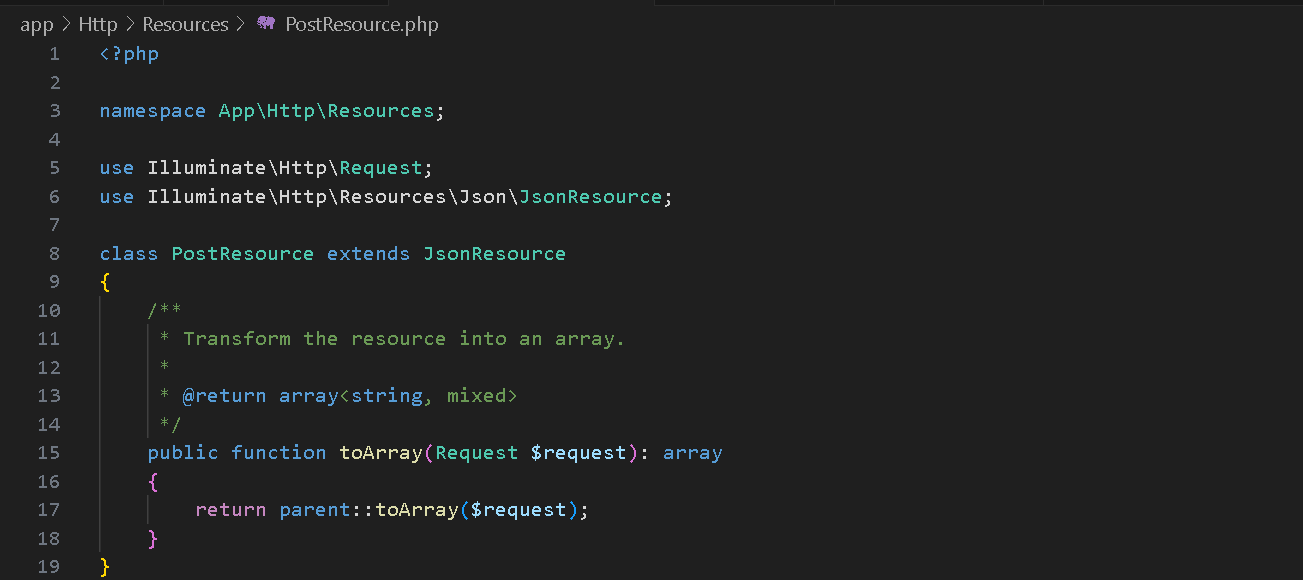 app > Http > Resources > PostResource.php
1 <?php
2
3 namespace App\Http\Resources;
4
5 use Illuminate\Http\Request;
6 use Illuminate\Http\Resources\Json\JsonResource;
7
8 class PostResource extends JsonResource
9 {
10     /**
11      * Transform the resource into an array.
12      *
13      * @return array<string, mixed>
14      */
15     public function toArray(Request $request): array
16     {
17         return parent::toArray($request);
18     }
19 }